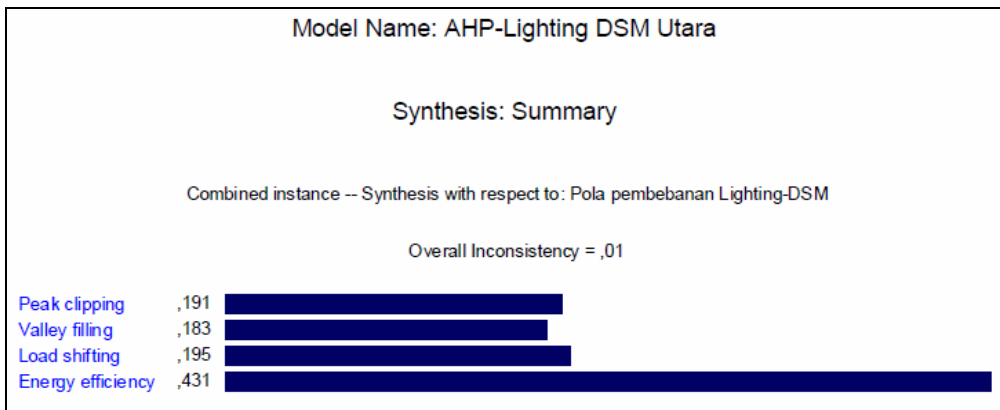 Model Name: AHP-Lighting DSM Utara
Synthesis: Summary
Combined instance -- Synthesis with respect to: Pola pembebanan Lighting-DSM
Overall Inconsistency = ,01
Peak clipping ,191
Valley filling ,183
Load shifting ,195
Energy efficiency ,431